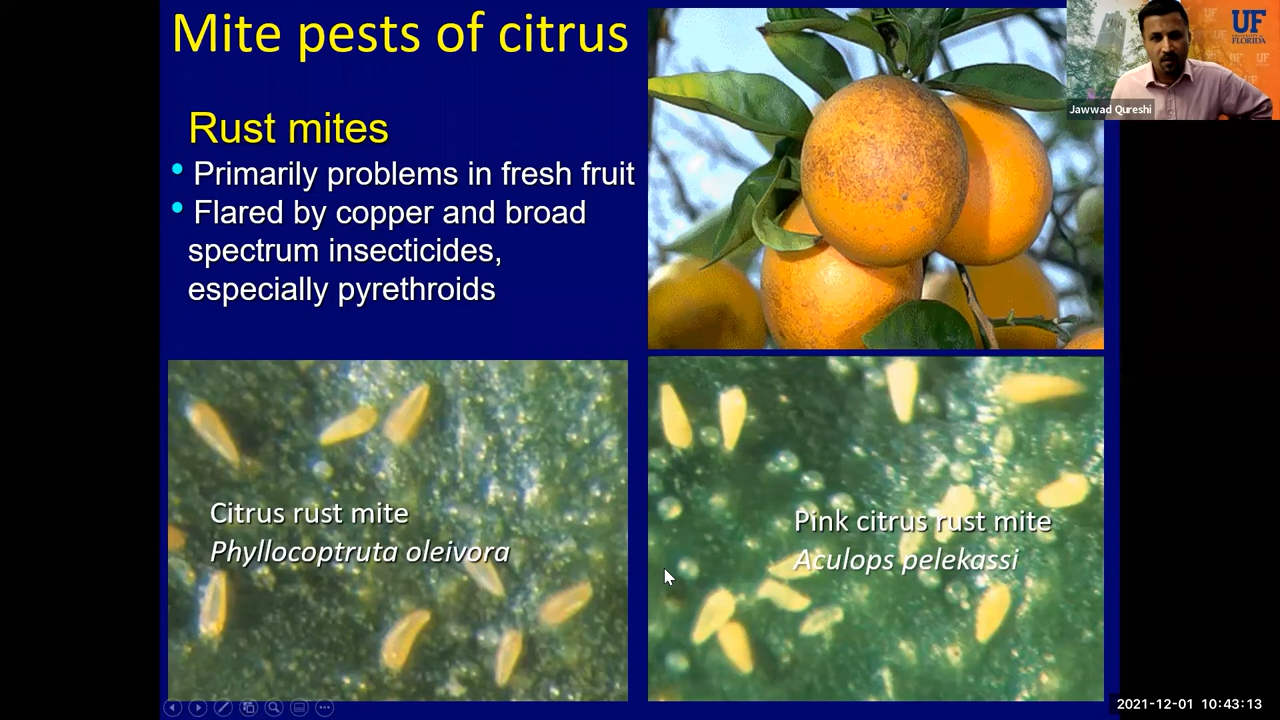 Mite pests of citrus
Rust mites
• Primarily problems in fresh fruit
• Flared by copper and broad
spectrum insecticides,
especially pyrethroids
Citrus rust mite
Phyllocoptruta oleivora
Pink citrus rust mite
Aculops pelekassi
UF
FLORIDA
Jawwad Qureshi
2021-12-01 10:43:13